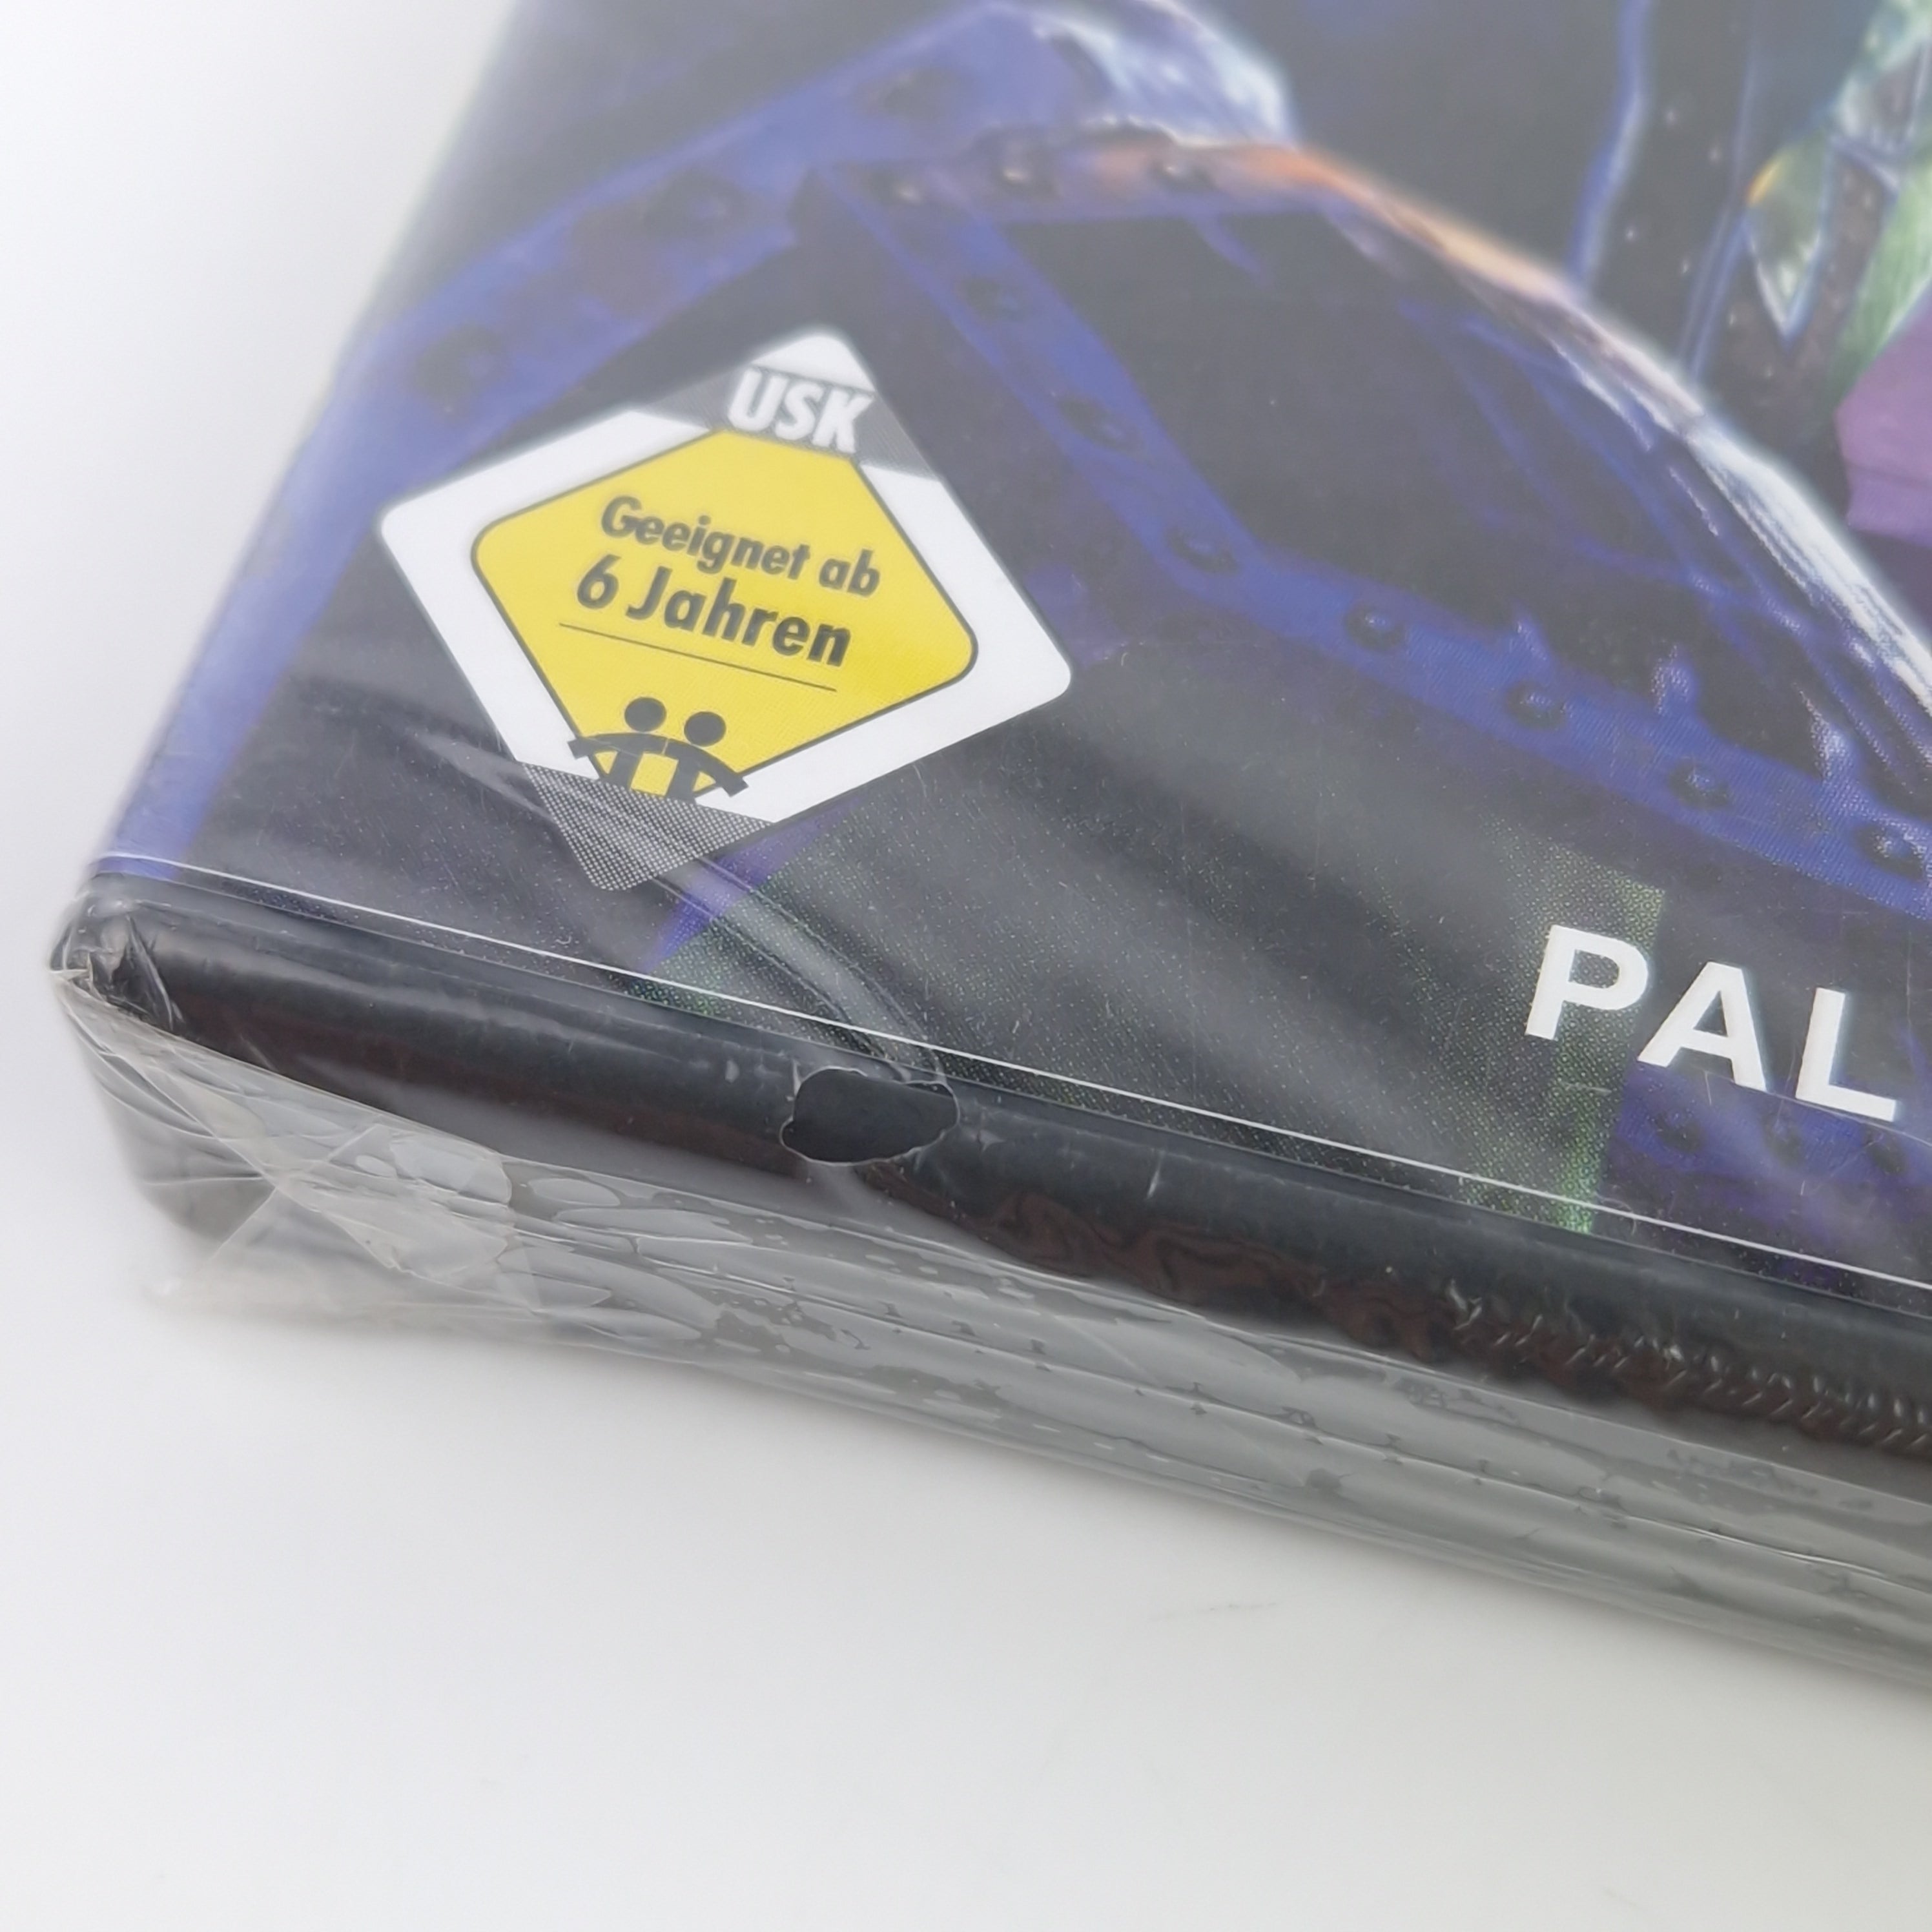 USK
Geeignet ab
6 Jahren
PAL